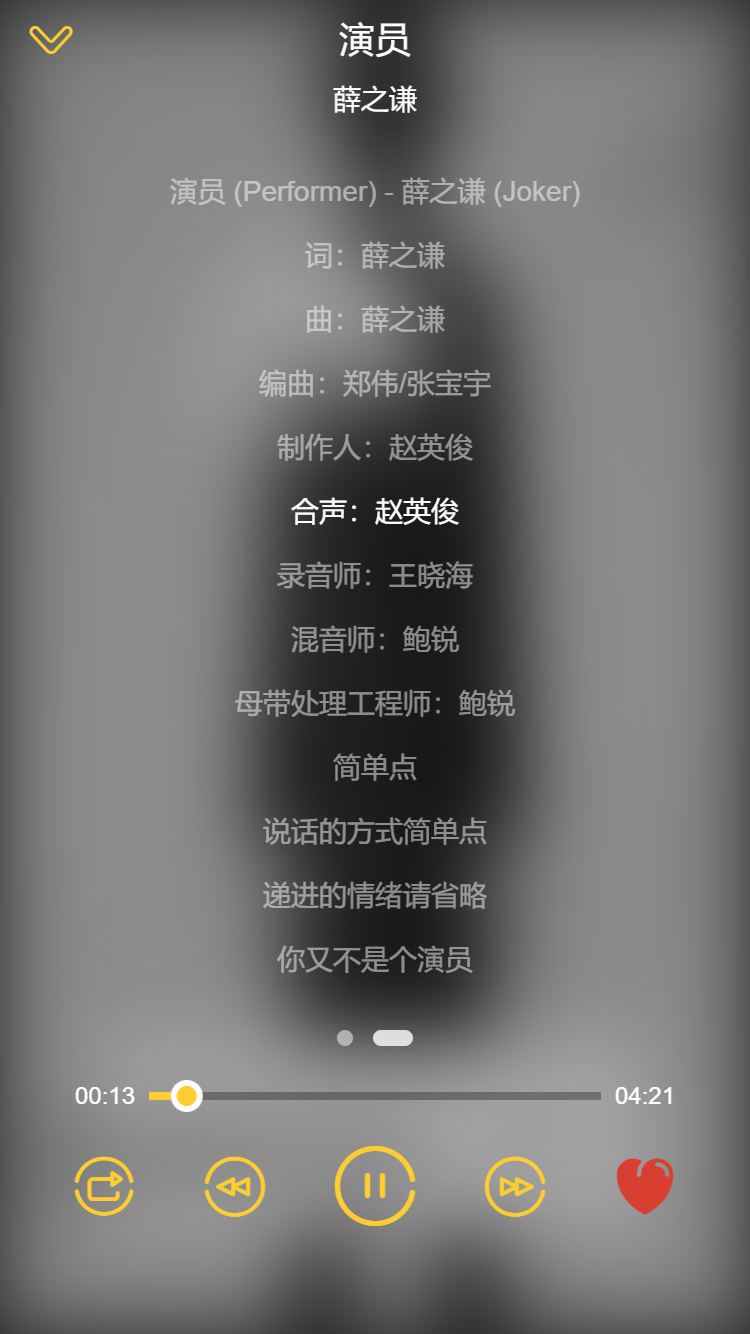 演员
薛之谦
演员 (Performer) - 薛之谦 (Joker)
词：薛之谦
曲：薛之谦
编曲：郑伟/张宝宇
制作人：赵英俊
合声：赵英俊
录音师：王晓海
混音师：鲍锐
母带处理工程师：鲍锐
简单点
说话的方式简单点
递进的情绪请省略
你又不是个演员
00:13 04:21